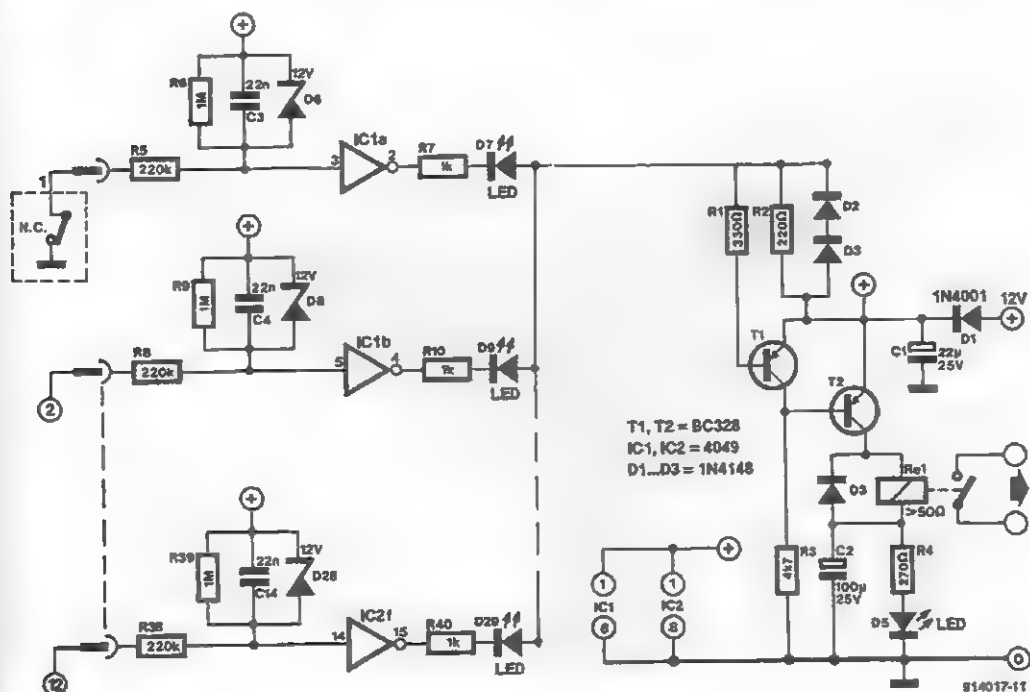 R6
1M
22n
C3
12V
D6
1
N.C.
R5
220k
3
IC1a
2
R7
1k
D7
LED
R9
1M
22n
C4
12V
D8
2
R8
220k
5
IC1b
4
R10
1k
D9
LED
R39
1M
22n
C14
12V
D28
12
R38
220k
14
IC2f
15
R40
1k
D29
LED
R1
330Ω
R2
220Ω
D2
D3
T1
T2
1N4001
D1
12V
C1
22µ
25V
T1, T2 = BC328
IC1, IC2 = 4049
D1...D3 = 1N4148
D3
Re1
>50Ω
R3
4k7
C2
100µ
25V
R4
270Ω
D5
LED
1
IC1
8
1
IC2
8
0
914017-11